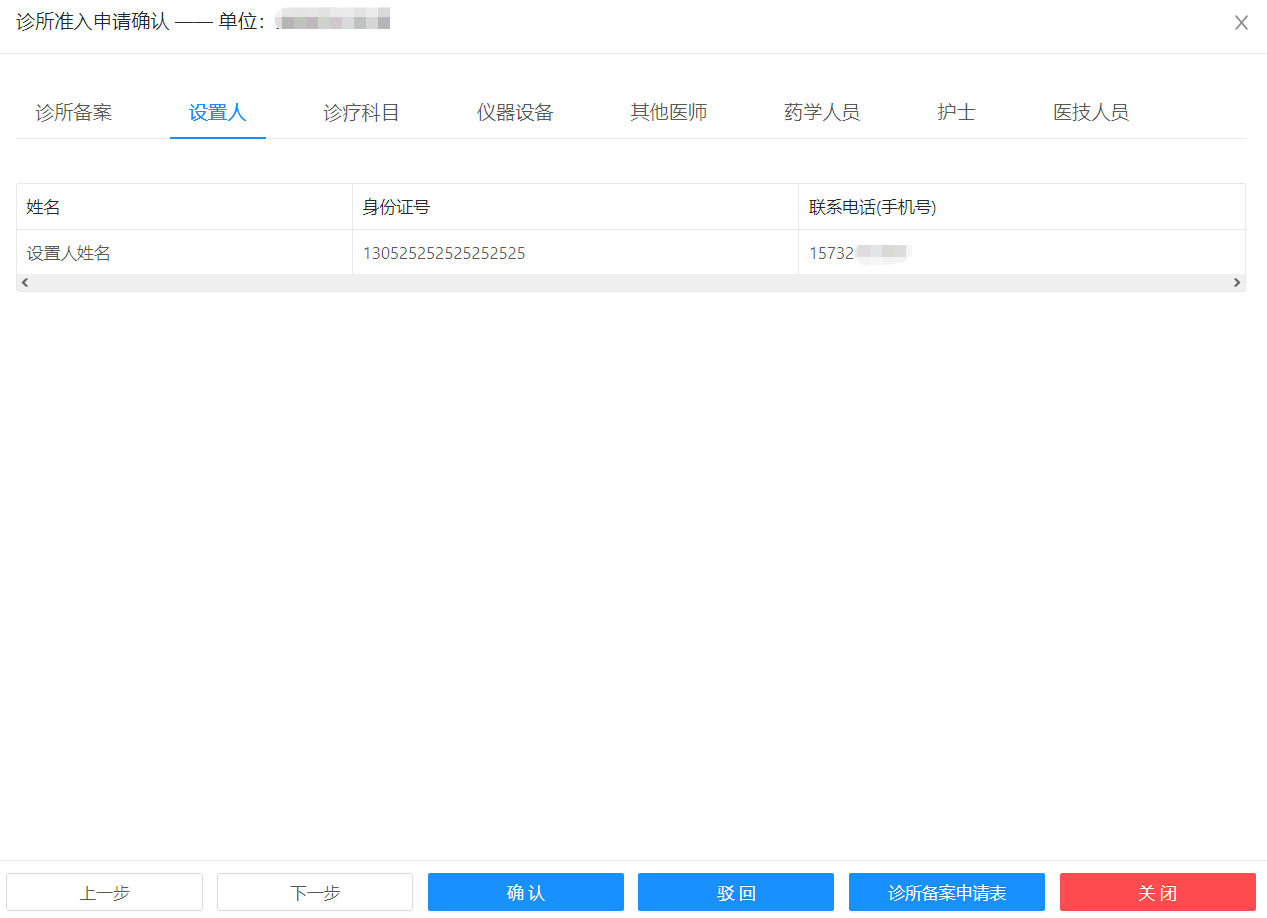 诊所准入申请确认 —— 单位：
诊所备案 设置人 诊疗科目 仪器设备 其他医师 药学人员 护士 医技人员
姓名 身份证号 联系电话(手机号)
设置人姓名 130525252525252525 15732
上一步 下一步 确 认 驳 回 诊所备案申请表 关 闭